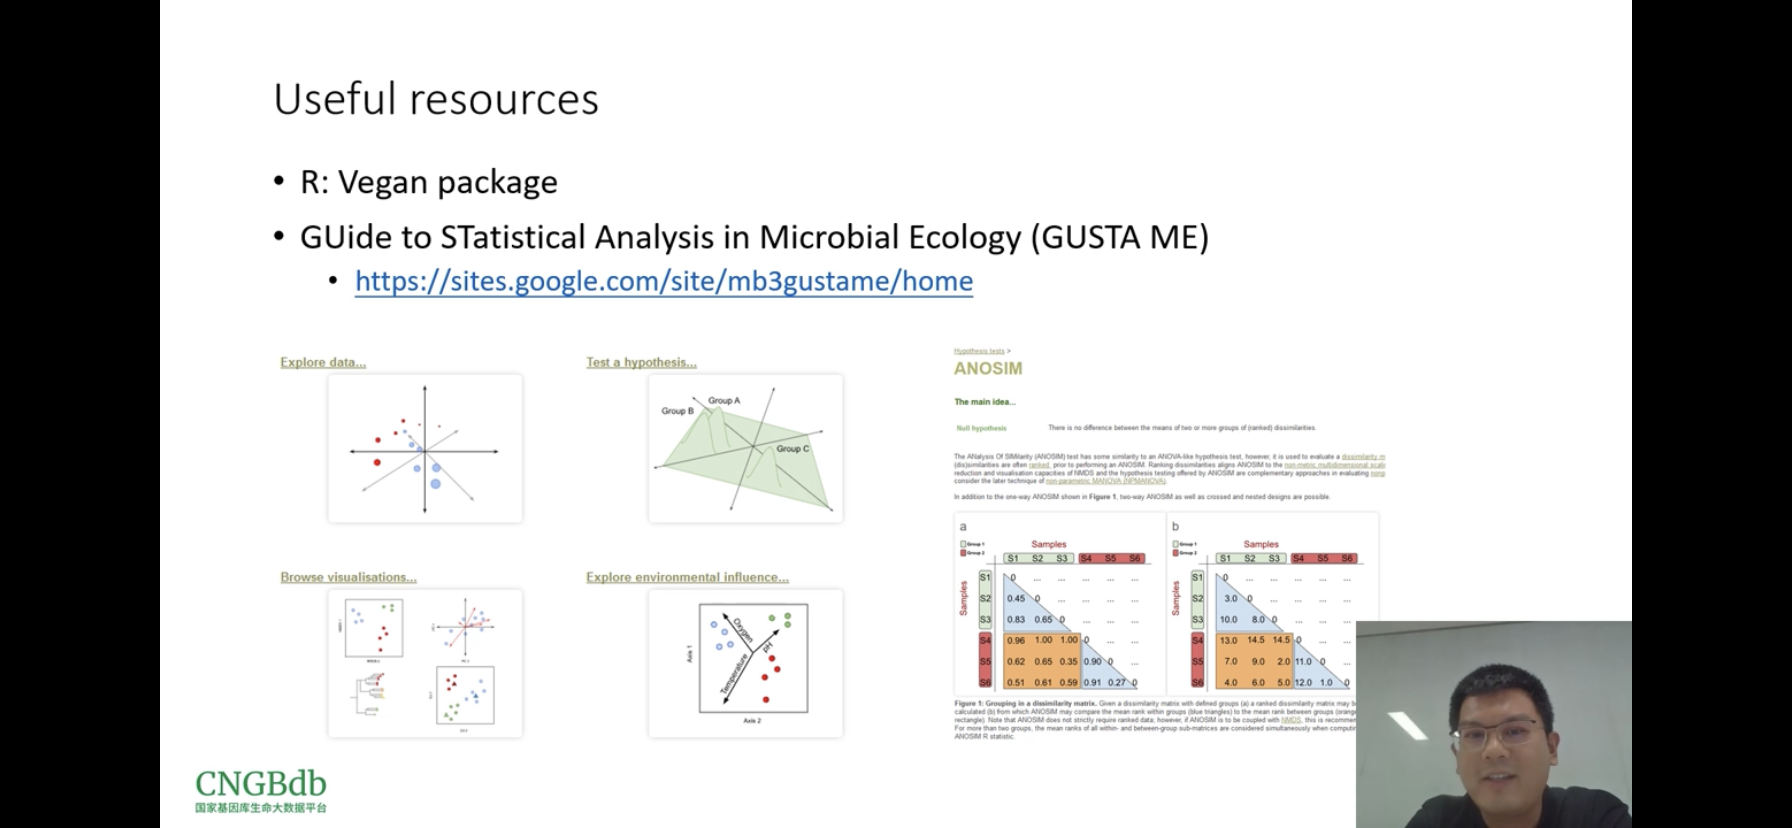 Useful resources
• R: Vegan package
• GUide to STatistical Analysis in Microbial Ecology (GUSTA ME)
• https://sites.google.com/site/mb3gustame/home
Explore data...
Test a hypothesis...
Group A
Group B
Group C
Browse visualisations...
Explore environmental influence...
Oxygen
pH
Temperature
Axis 1
Axis 2
Hypothesis tests >
ANOSIM
The main idea...
Null hypothesis There is no difference between the means of two or more groups of (ranked) dissimilarities.
The ANalysis Of SIMilarity (ANOSIM) test has some similarity to an ANOVA-like hypothesis test, however, it is used to evaluate a dissimilarity m
(dis)similarities are often ranked, prior to performing an ANOSIM. Ranking dissimilarities aligns ANOSIM to the non-metric multidimensional scali
reduction and visualisation capacities of NMDS and the hypothesis testing offered by ANOSIM are complementary approaches in evaluating nonp
consider the later technique of non-parametric MANOVA (NPMANOVA).
In addition to the one-way ANOSIM shown in Figure 1, two-way ANOSIM as well as crossed and nested designs are possible.
a
Group 1
Group 2
Samples
S1 S2 S3 S4 S5 S6
Samples
S1 0 ... ... ... ... ...
S2 0.45 0 ... ... ... ...
S3 0.83 0.65 0 ... ... ...
S4 0.96 1.00 1.00 0 ... ...
S5 0.62 0.65 0.35 0.90 0 ...
S6 0.51 0.61 0.59 0.91 0.27 0
b
Group 1
Group 2
Samples
S1 S2 S3 S4 S5 S6
Samples
S1 0 ... ... ... ... ...
S2 3.0 0 ... ... ... ...
S3 10.0 8.0 0 ... ... ...
S4 13.0 14.5 14.5 0 ... ...
S5 7.0 9.0 2.0 11.0 0 ...
S6 4.0 6.0 5.0 12.0 1.0 0
Figure 1: Grouping in a dissimilarity matrix. Given a dissimilarity matrix with defined groups (a) a ranked dissimilarity matrix may b
calculated (b) from which ANOSIM may compare the mean rank within groups (blue triangles) to the mean rank between groups (orange
rectangle). Note that ANOSIM does not strictly require ranked data; however, if ANOSIM is to be coupled with NMDS, this is recommen
For more than two groups, the mean ranks of all within- and between-group sub-matrices are considered simultaneously when computin
ANOSIM R statistic.
CNGBdb
国家基因库生命大数据平台